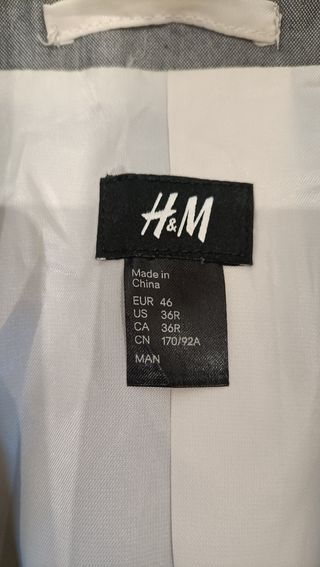 H&M
Made in
China
EUR 46
US 36R
CA 36R
CN 170/92A
MAN